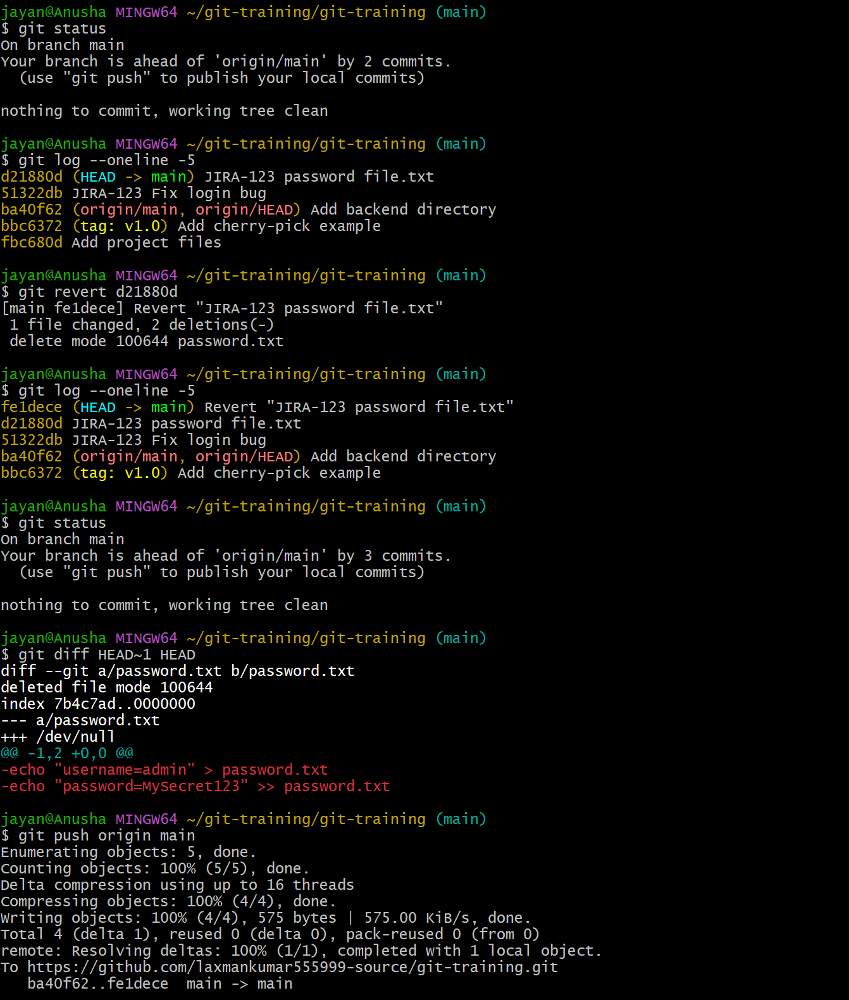 jayan@Anusha MINGW64 ~/git-training/git-training (main)
$ git status
On branch main
Your branch is ahead of 'origin/main' by 2 commits.
  (use "git push" to publish your local commits)

nothing to commit, working tree clean

jayan@Anusha MINGW64 ~/git-training/git-training (main)
$ git log --oneline -5
d21880d (HEAD -> main) JIRA-123 password file.txt
51322db JIRA-123 Fix login bug
ba40f62 (origin/main, origin/HEAD) Add backend directory
bbc6372 (tag: v1.0) Add cherry-pick example
fbc680d Add project files

jayan@Anusha MINGW64 ~/git-training/git-training (main)
$ git revert d21880d
[main fe1dece] Revert "JIRA-123 password file.txt"
 1 file changed, 2 deletions(-)
 delete mode 100644 password.txt

jayan@Anusha MINGW64 ~/git-training/git-training (main)
$ git log --oneline -5
fe1dece (HEAD -> main) Revert "JIRA-123 password file.txt"
d21880d JIRA-123 password file.txt
51322db JIRA-123 Fix login bug
ba40f62 (origin/main, origin/HEAD) Add backend directory
bbc6372 (tag: v1.0) Add cherry-pick example

jayan@Anusha MINGW64 ~/git-training/git-training (main)
$ git status
On branch main
Your branch is ahead of 'origin/main' by 3 commits.
  (use "git push" to publish your local commits)

nothing to commit, working tree clean

jayan@Anusha MINGW64 ~/git-training/git-training (main)
$ git diff HEAD~1 HEAD
diff --git a/password.txt b/password.txt
deleted file mode 100644
index 7b4c7ad..0000000
--- a/password.txt
+++ /dev/null
@@ -1,2 +0,0 @@
-echo "username=admin" > password.txt
-echo "password=MySecret123" >> password.txt

jayan@Anusha MINGW64 ~/git-training/git-training (main)
$ git push origin main
Enumerating objects: 5, done.
Counting objects: 100% (5/5), done.
Delta compression using up to 16 threads
Compressing objects: 100% (4/4), done.
Writing objects: 100% (4/4), 575 bytes | 575.00 KiB/s, done.
Total 4 (delta 1), reused 0 (delta 0), pack-reused 0 (from 0)
remote: Resolving deltas: 100% (1/1), completed with 1 local object.
To https://github.com/laxmankumar555999-source/git-training.git
   ba40f62..fe1dece  main -> main